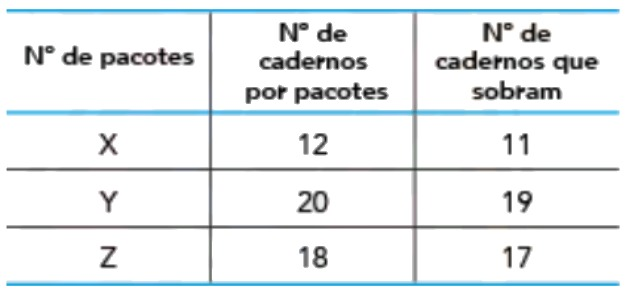 Nº de pacotes
Nº de
cadernos
por pacotes
Nº de
cadernos que
sobram
X 12 11
Y 20 19
Z 18 17